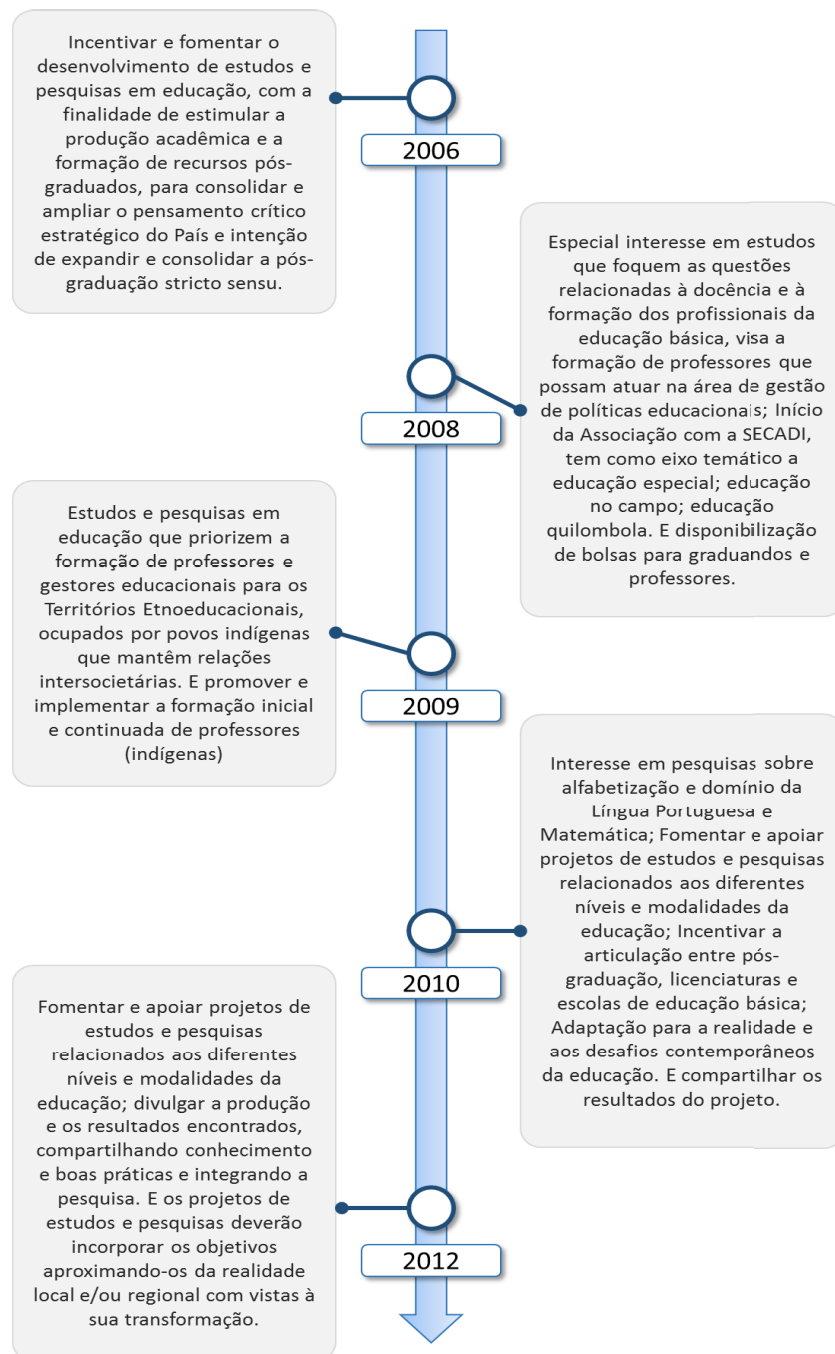 Incentivar e fomentar o
desenvolvimento de estudos e
pesquisas em educação, com a
finalidade de estimular a
produção acadêmica e a
formação de recursos pós-
graduados, para consolidar e
ampliar o pensamento crítico
estratégico do País e intenção
de expandir e consolidar a pós-
graduação stricto sensu.
2006
Especial interesse em estudos
que foquem as questões
relacionadas à docência e à
formação dos profissionais da
educação básica, visa a
formação de professores que
possam atuar na área de gestão
de políticas educacionais; Início
da Associação com a SECADI,
tem como eixo temático a
educação especial; educação
no campo; educação
quilombola. E disponibilização
de bolsas para graduandos e
professores.
2008
Estudos e pesquisas em
educação que priorizem a
formação de professores e
gestores educacionais para os
Territórios Etnoeducacionais,
ocupados por povos indígenas
que mantêm relações
intersocietárias. E promover e
implementar a formação inicial
e continuada de professores
(indígenas)
2009
Interesse em pesquisas sobre
alfabetização e domínio da
Língua Portuguesa e
Matemática; Fomentar e apoiar
projetos de estudos e pesquisas
relacionados aos diferentes
níveis e modalidades da
educação; Incentivar a
articulação entre pós-
graduação, licenciaturas e
escolas de educação básica;
Adaptação para a realidade e
aos desafios contemporâneos
da educação. E compartilhar os
resultados do projeto.
2010
Fomentar e apoiar projetos de
estudos e pesquisas
relacionados aos diferentes
níveis e modalidades da
educação; divulgar a produção
e os resultados encontrados,
compartilhando conhecimento
e boas práticas e integrando a
pesquisa. E os projetos de
estudos e pesquisas deverão
incorporar os objetivos
aproximando-os da realidade
local e/ou regional com vistas à
sua transformação.
2012